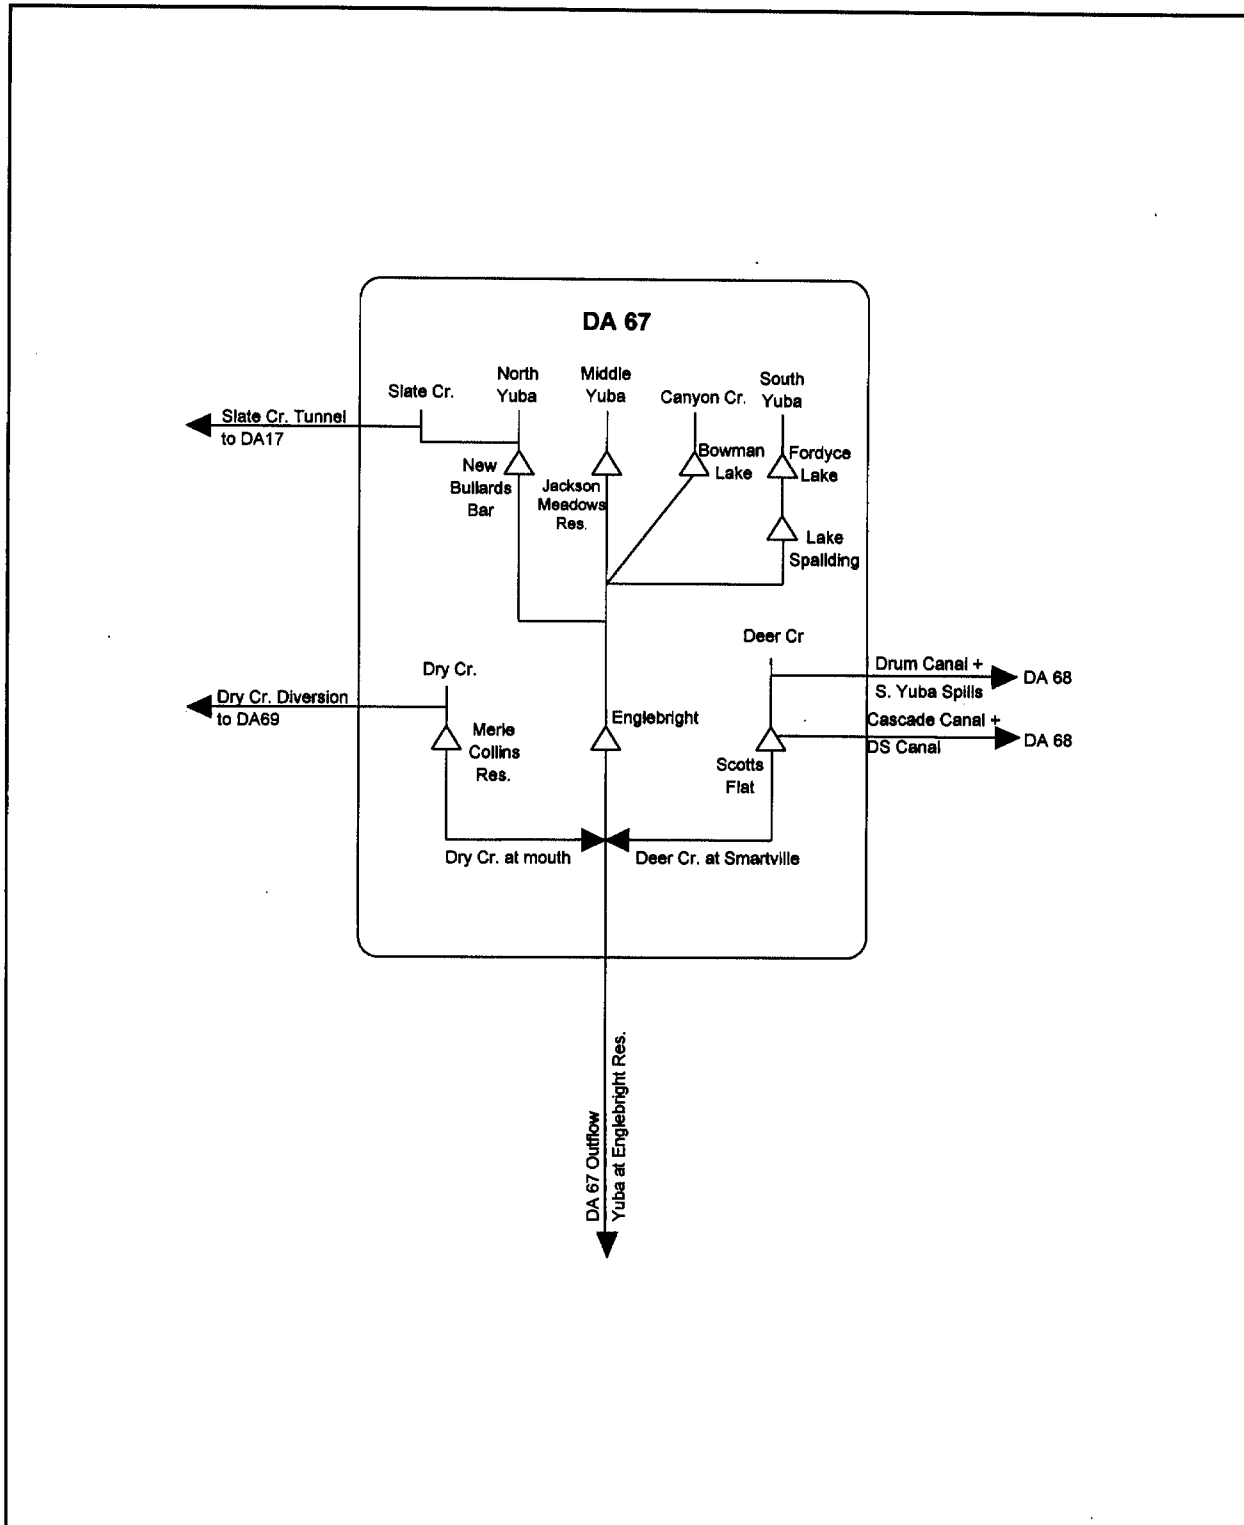 DA 67
Slate Cr.
North
Yuba
Middle
Yuba
Canyon Cr.
South
Yuba
Slate Cr. Tunnel
to DA17
New
Bullards
Bar
Jackson
Meadows
Res.
Bowman
Lake
Fordyce
Lake
Lake
Spallding
Dry Cr.
Deer Cr
Dry Cr. Diversion
to DA69
Drum Canal +
S. Yuba Spills
DA 68
Cascade Canal +
DS Canal
DA 68
Merle
Collins
Res.
Englebright
Scotts
Flat
Dry Cr. at mouth
Deer Cr. at Smartville
DA 67 Outflow
Yuba at Englebright Res.